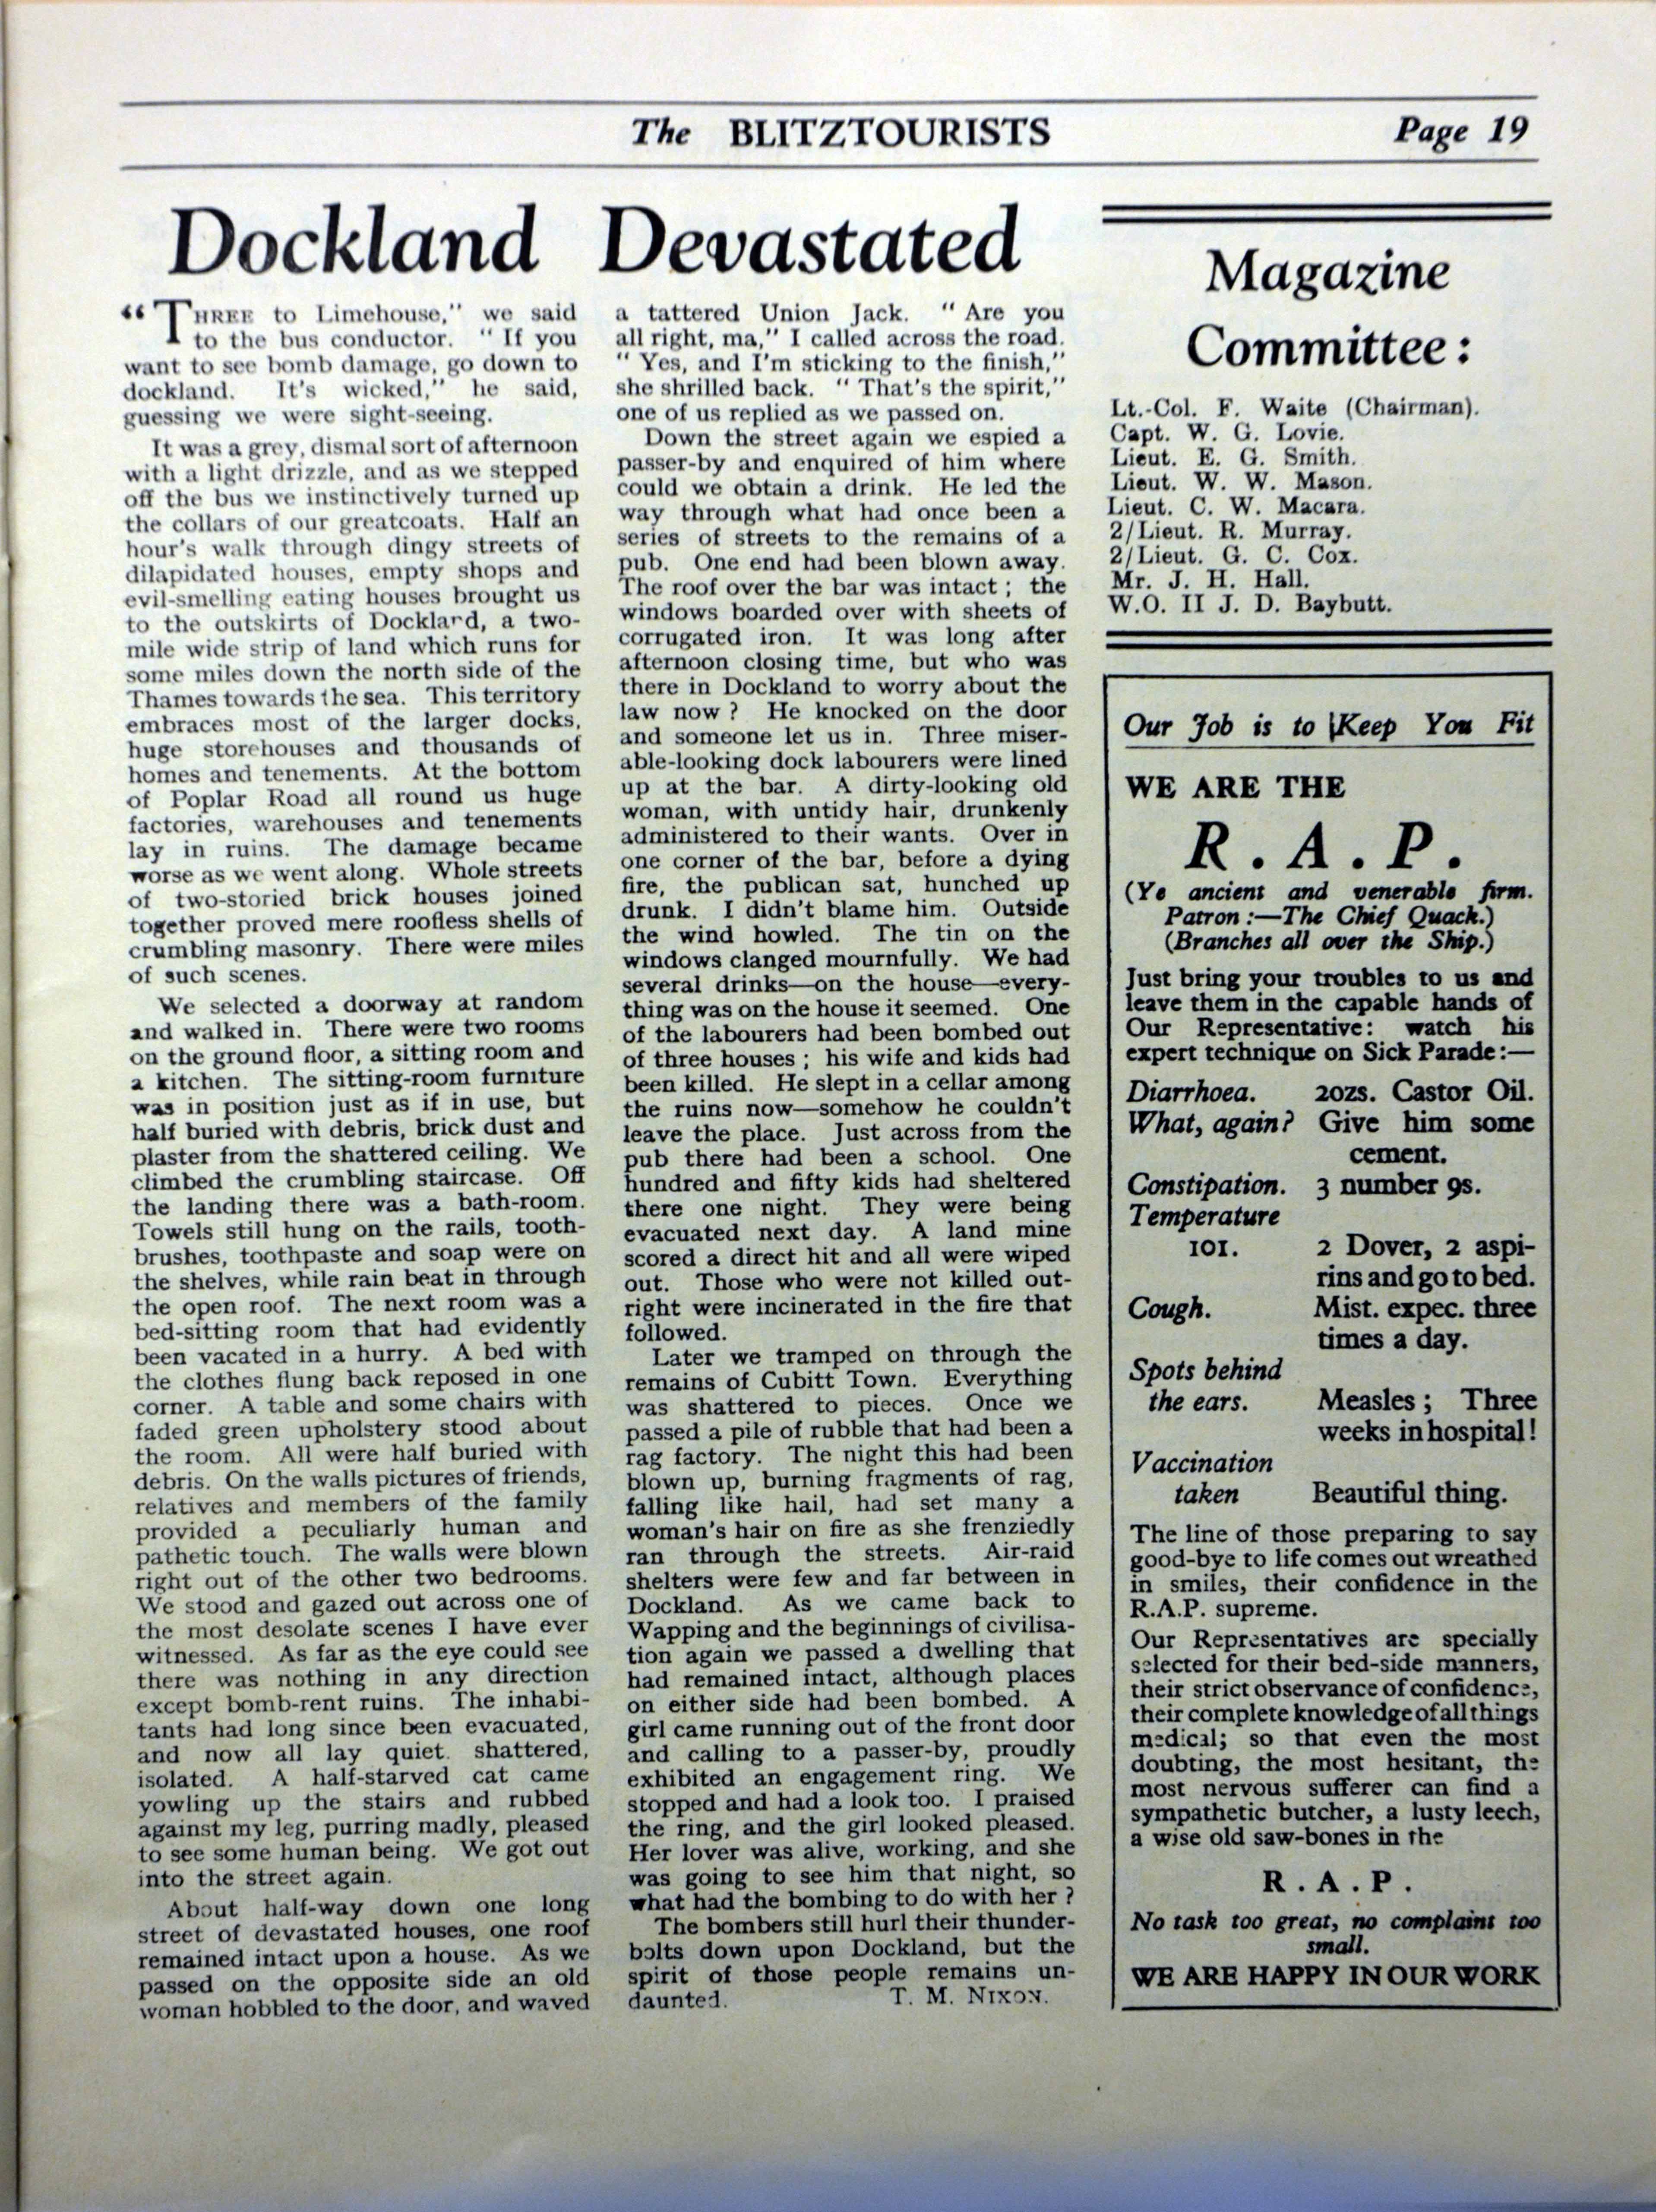 The BLITZTOURISTS Page 19
Dockland Devastated
"THREE to Limehouse," we said
to the bus conductor. "If you
want to see bomb damage, go down to
dockland. It's wicked," he said,
guessing we were sight-seeing.
It was a grey, dismal sort of afternoon
with a light drizzle, and as we stepped
off the bus we instinctively turned up
the collars of our greatcoats. Half an
hour's walk through dingy streets of
dilapidated houses, empty shops and
evil-smelling eating houses brought us
to the outskirts of Dockland, a two-
mile wide strip of land which runs for
some miles down the north side of the
Thames towards the sea. This territory
embraces most of the larger docks,
huge storehouses and thousands of
homes and tenements. At the bottom
of Poplar Road all round us huge
factories, warehouses and tenements
lay in ruins. The damage became
worse as we went along. Whole streets
of two-storied brick houses joined
together proved mere roofless shells of
crumbling masonry. There were miles
of such scenes.
We selected a doorway at random
and walked in. There were two rooms
on the ground floor, a sitting room and
a kitchen. The sitting-room furniture
was in position just as if in use, but
half buried with debris, brick dust and
plaster from the shattered ceiling. We
climbed the crumbling staircase. Off
the landing there was a bath-room.
Towels still hung on the rails, tooth-
brushes, toothpaste and soap were on
the shelves, while rain beat in through
the open roof. The next room was a
bed-sitting room that had evidently
been vacated in a hurry. A bed with
the clothes flung back reposed in one
corner. A table and some chairs with
faded green upholstery stood about
the room. All were half buried with
debris. On the walls pictures of friends,
relatives and members of the family
provided a peculiarly human and
pathetic touch. The walls were blown
right out of the other two bedrooms.
We stood and gazed out across one of
the most desolate scenes I have ever
witnessed. As far as the eye could see
there was nothing in any direction
except bomb-rent ruins. The inhabi-
tants had long since been evacuated,
and now all lay quiet. shattered,
isolated. A half-starved cat came
yowling up the stairs and rubbed
against my leg, purring madly, pleased
to see some human being. We got out
into the street again.
About half-way down one long
street of devastated houses, one roof
remained intact upon a house. As we
passed on the opposite side an old
woman hobbled to the door, and waved
a tattered Union Jack. "Are you
all right, ma," I called across the road.
"Yes, and I'm sticking to the finish,"
she shrilled back. "That's the spirit,"
one of us replied as we passed on.
Down the street again we espied a
passer-by and enquired of him where
could we obtain a drink. He led the
way through what had once been a
series of streets to the remains of a
pub. One end had been blown away.
The roof over the bar was intact; the
windows boarded over with sheets of
corrugated iron. It was long after
afternoon closing time, but who was
there in Dockland to worry about the
law now? He knocked on the door
and someone let us in. Three miser-
able-looking dock labourers were lined
up at the bar. A dirty-looking old
woman, with untidy hair, drunkenly
administered to their wants. Over in
one corner of the bar, before a dying
fire, the publican sat, hunched up
drunk. I didn't blame him. Outside
the wind howled. The tin on the
windows clanged mournfully. We had
several drinks—on the house—every-
thing was on the house it seemed. One
of the labourers had been bombed out
of three houses; his wife and kids had
been killed. He slept in a cellar among
the ruins now—somehow he couldn't
leave the place. Just across from the
pub there had been a school. One
hundred and fifty kids had sheltered
there one night. They were being
evacuated next day. A land mine
scored a direct hit and all were wiped
out. Those who were not killed out-
right were incinerated in the fire that
followed.
Later we tramped on through the
remains of Cubitt Town. Everything
was shattered to pieces. Once we
passed a pile of rubble that had been a
rag factory. The night this had been
blown up, burning fragments of rag,
falling like hail, had set many a
woman's hair on fire as she frenziedly
ran through the streets. Air-raid
shelters were few and far between in
Dockland. As we came back to
Wapping and the beginnings of civilisa-
tion again we passed a dwelling that
had remained intact, although places
on either side had been bombed. A
girl came running out of the front door
and calling to a passer-by, proudly
exhibited an engagement ring. We
stopped and had a look too. I praised
the ring, and the girl looked pleased.
Her lover was alive, working, and she
was going to see him that night, so
what had the bombing to do with her?
The bombers still hurl their thunder-
bolts down upon Dockland, but the
spirit of those people remains un-
daunted. T. M. NIXON.
Magazine
Committee:
Lt.-Col. F. Waite (Chairman).
Capt. W. G. Lovie.
Lieut. E. G. Smith.
Lieut. W. W. Mason.
Lieut. C. W. Macara.
2/Lieut. R. Murray.
2/Lieut. G. C. Cox.
Mr. J. H. Hall.
W.O. II J. D. Baybutt.
Our Job is to Keep You Fit
WE ARE THE
R.A.P.
(Ye ancient and venerable firm.
Patron:—The Chief Quack.)
(Branches all over the Ship.)
Just bring your troubles to us and
leave them in the capable hands of
Our Representative: watch his
expert technique on Sick Parade:—
Diarrhoea. 2ozs. Castor Oil.
What, again? Give him some
cement.
Constipation. 3 number 9s.
Temperature
101. 2 Dover, 2 aspi-
rins and go to bed.
Cough. Mist. expec. three
times a day.
Spots behind
the ears. Measles; Three
weeks in hospital!
Vaccination
taken Beautiful thing.
The line of those preparing to say
good-bye to life comes out wreathed
in smiles, their confidence in the
R.A.P. supreme.
Our Representatives are specially
selected for their bed-side manners,
their strict observance of confidence,
their complete knowledge of all things
medical; so that even the most
doubting, the most hesitant, the
most nervous sufferer can find a
sympathetic butcher, a lusty leech,
a wise old saw-bones in the
R.A.P.
No task too great, no complaint too
small.
WE ARE HAPPY IN OUR WORK